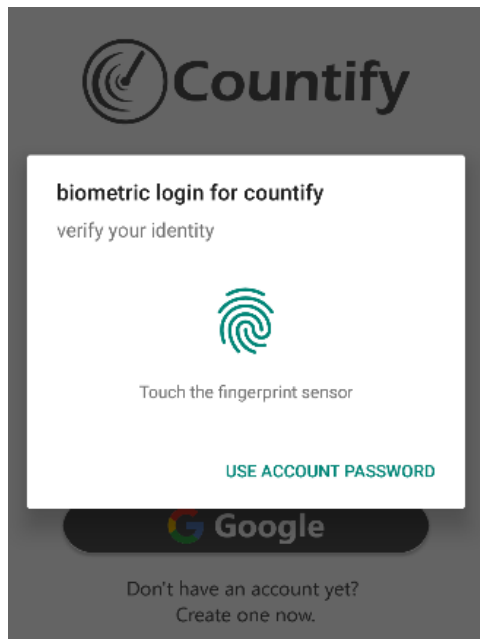 Countify
biometric login for countify
verify your identity
Touch the fingerprint sensor
USE ACCOUNT PASSWORD
Google
Don't have an account yet?
Create one now.